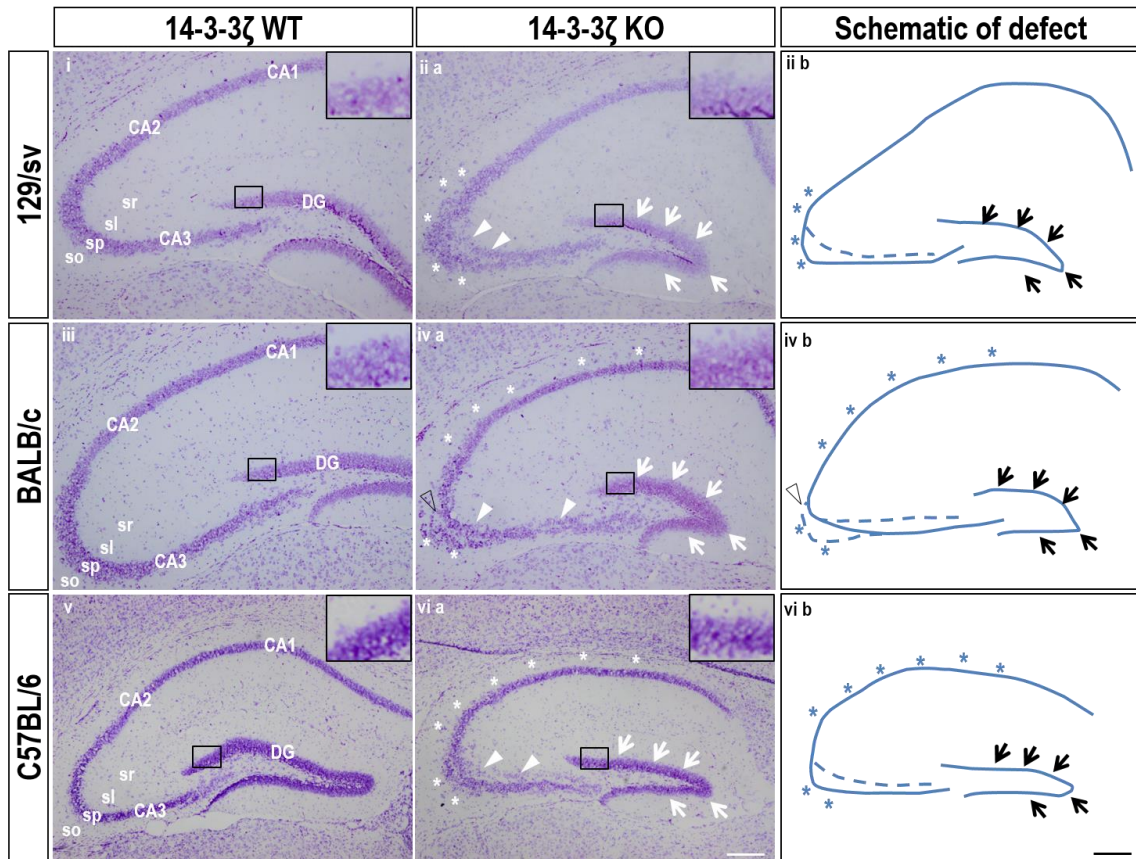 14-3-3ζ WT
14-3-3ζ KO
Schematic of defect
129/sv
i
CA1
CA2
sr
sl
sp
so
CA3
DG
ii a
*
*
*
*
*
ii b
*
*
*
*
BALB/c
iii
CA1
CA2
sr
sl
sp
so
CA3
DG
iv a
*
*
*
*
*
*
*
iv b
*
*
*
*
*
*
*
*
C57BL/6
v
CA1
CA2
sr
sl
sp
so
CA3
DG
vi a
*
*
*
*
*
*
*
*
*
*
vi b
*
*
*
*
*
*
*
*
*